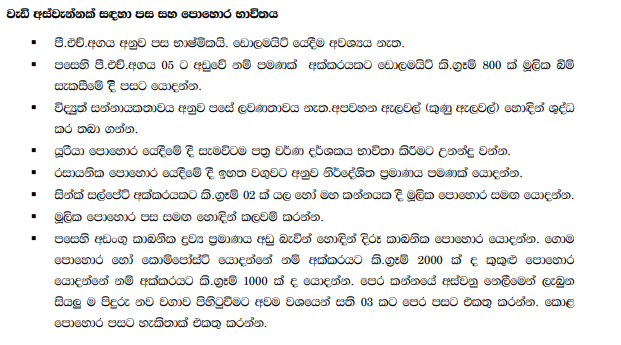 වැඩි අස්වැන්නක් සඳහා පස සහ පොහොර භාවිතය
▪ පී.එච්.අගය අනුව පස භාෂ්මිකයි. ඩොලමයිට් යෙදීම අවශ්‍යය නැත.
▪ පසෙහි පී.එච්.අගය 05 ට අඩුවේ නම් පමණක් අක්කරයකට ඩොලමයිට් කි.ග්‍රෑම් 800 ක් මූලික බිම්
සැකසීමේ දී පසට යොදන්න.
▪ විද්‍යුත් සන්නායකතාවය අනුව පසේ ලවණතාවය නැත.අපවහන ඇලවල් (කුණු ඇලවල්) හොඳින් ශුද්ධ
කර තබා ගන්න.
▪ යූරියා පොහොර යෙදීමේ දී සැමවිටම පත්‍ර වර්ණ දර්ශකය භාවිතා කිරීමට උනන්දු වන්න.
▪ රසායනික පොහොර යෙදීමේ දී ඉහත වගුවට අනුව නිර්දේශිත ප්‍රමාණය පමණක් යොදන්න.
▪ සින්ක් සල්පේට් අක්කරයකට කි.ග්‍රෑම් 02 ක් යල හෝ මහ කන්නයක දී මූලික පොහොර සමඟ යොදන්න.
▪ මූලික පොහොර පස සමඟ හොඳින් කලවම් කරන්න.
▪ පසෙහි අඩංගු කාබනික ද්‍රව්‍ය ප්‍රමාණය අඩු බැවින් හොඳින් දිරූ කාබනික පොහොර යොදන්න. ගොම
පොහොර හෝ කොම්පෝස්ට් යොදන්නේ නම් අක්කරයට කි.ග්‍රෑම් 2000 ක් ද කුකුළු පොහොර
යොදන්නේ නම් අක්කරයට කි.ග්‍රෑම් 1000 ක් ද යොදන්න. පෙර කන්නයේ අස්වනු නෙලීමෙන් ලැබුන
සියලු ම පිදුරු නව වගාව පිහිටුවීමට අවම වශයෙන් සති 03 කට පෙර පසට එකතු කරන්න. කොළ
පොහොර පසට හැකිතාක් එකතු කරන්න.